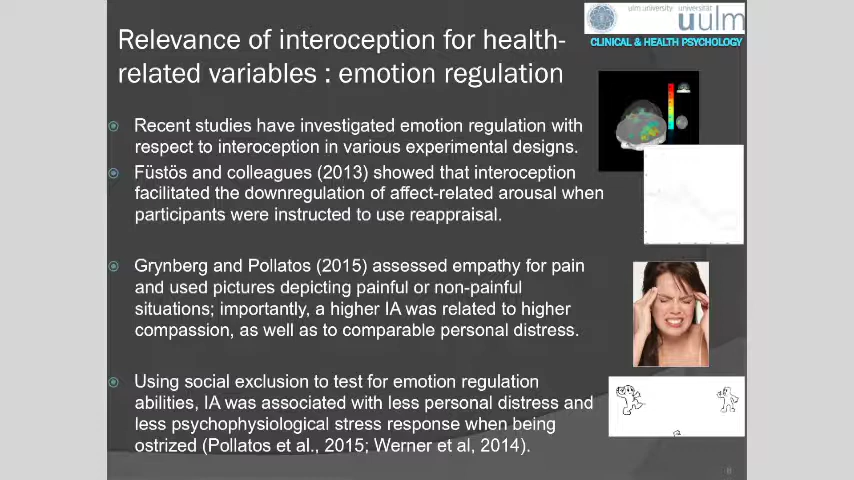 ulm university universität
uulm
CLINICAL & HEALTH PSYCHOLOGY
Relevance of interoception for health-
related variables : emotion regulation
Recent studies have investigated emotion regulation with
respect to interoception in various experimental designs.
Füstös and colleagues (2013) showed that interoception
facilitated the downregulation of affect-related arousal when
participants were instructed to use reappraisal.
Grynberg and Pollatos (2015) assessed empathy for pain
and used pictures depicting painful or non-painful
situations; importantly, a higher IA was related to higher
compassion, as well as to comparable personal distress.
Using social exclusion to test for emotion regulation
abilities, IA was associated with less personal distress and
less psychophysiological stress response when being
ostrized (Pollatos et al., 2015; Werner et al, 2014).